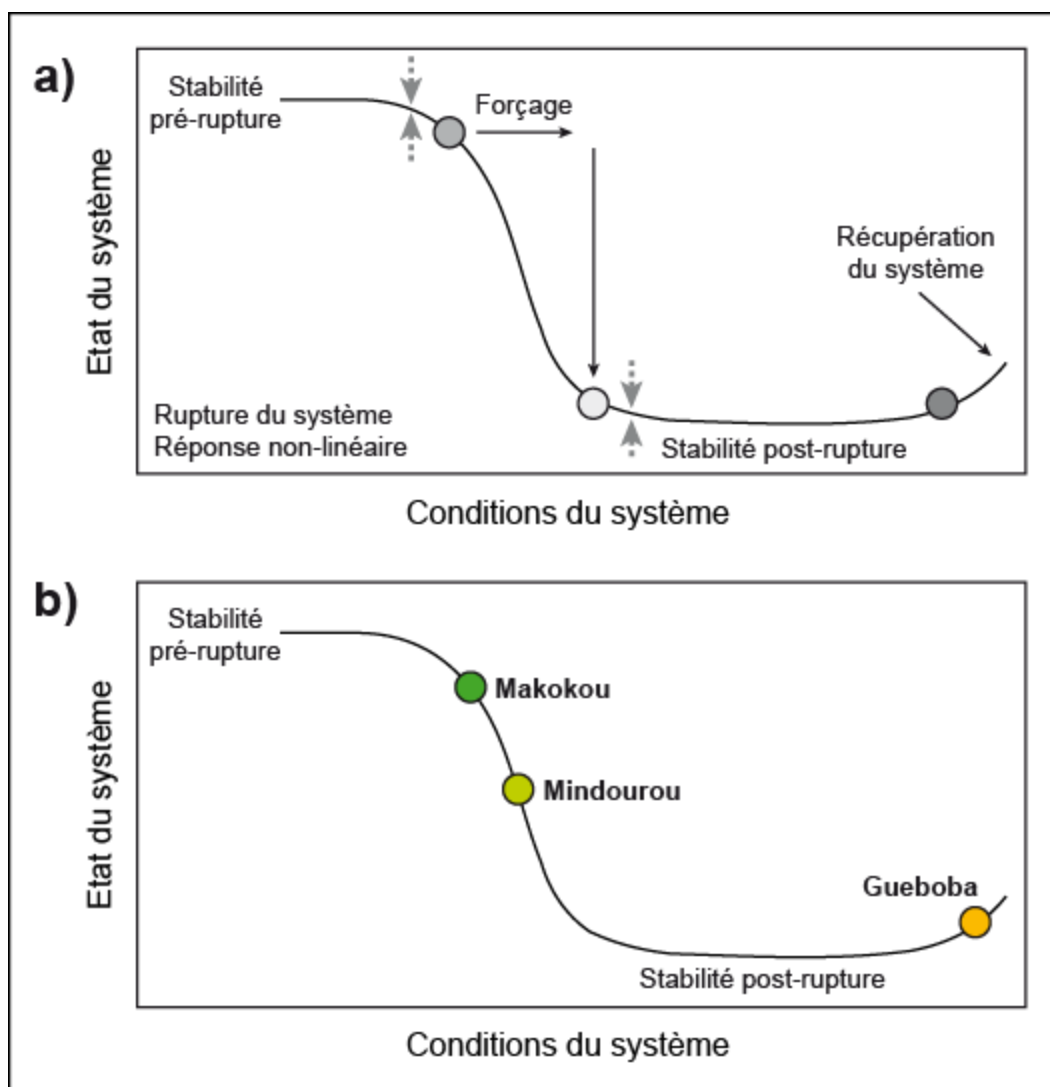 a)
Stabilité
pré-rupture
Forçage
Récupération
du système
Rupture du système
Réponse non-linéaire
Stabilité post-rupture
Etat du système
Conditions du système
b)
Stabilité
pré-rupture
Makokou
Mindourou
Gueboba
Stabilité post-rupture
Etat du système
Conditions du système